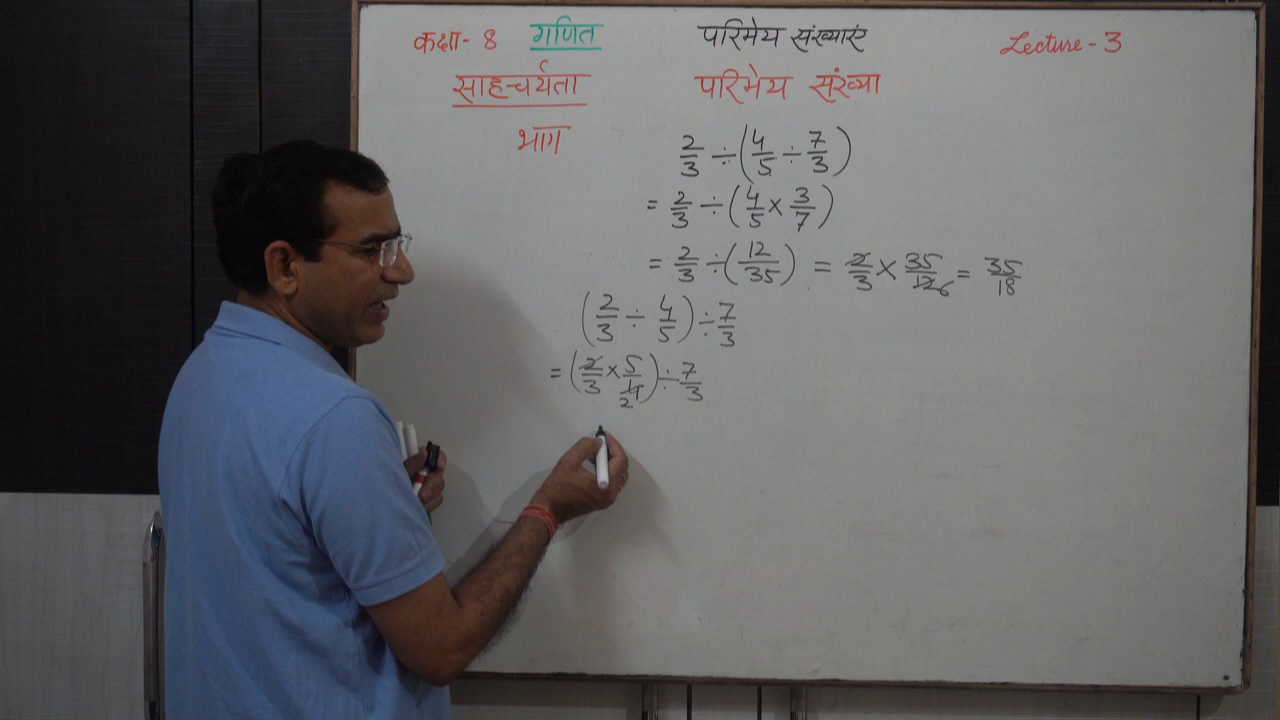 कक्षा- 8 गणित परिमेय संख्याएं Lecture - 3
साहचर्यता परिमेय संख्या
भाग
2/3 ÷ (4/5 ÷ 7/3)
= 2/3 ÷ (4/5 × 3/7)
= 2/3 ÷ (12/35) = 2/3 × 35/12 6 = 35/18
(2/3 ÷ 4/5) ÷ 7/3
= (2/3 × 5/4 2) ÷ 7/3